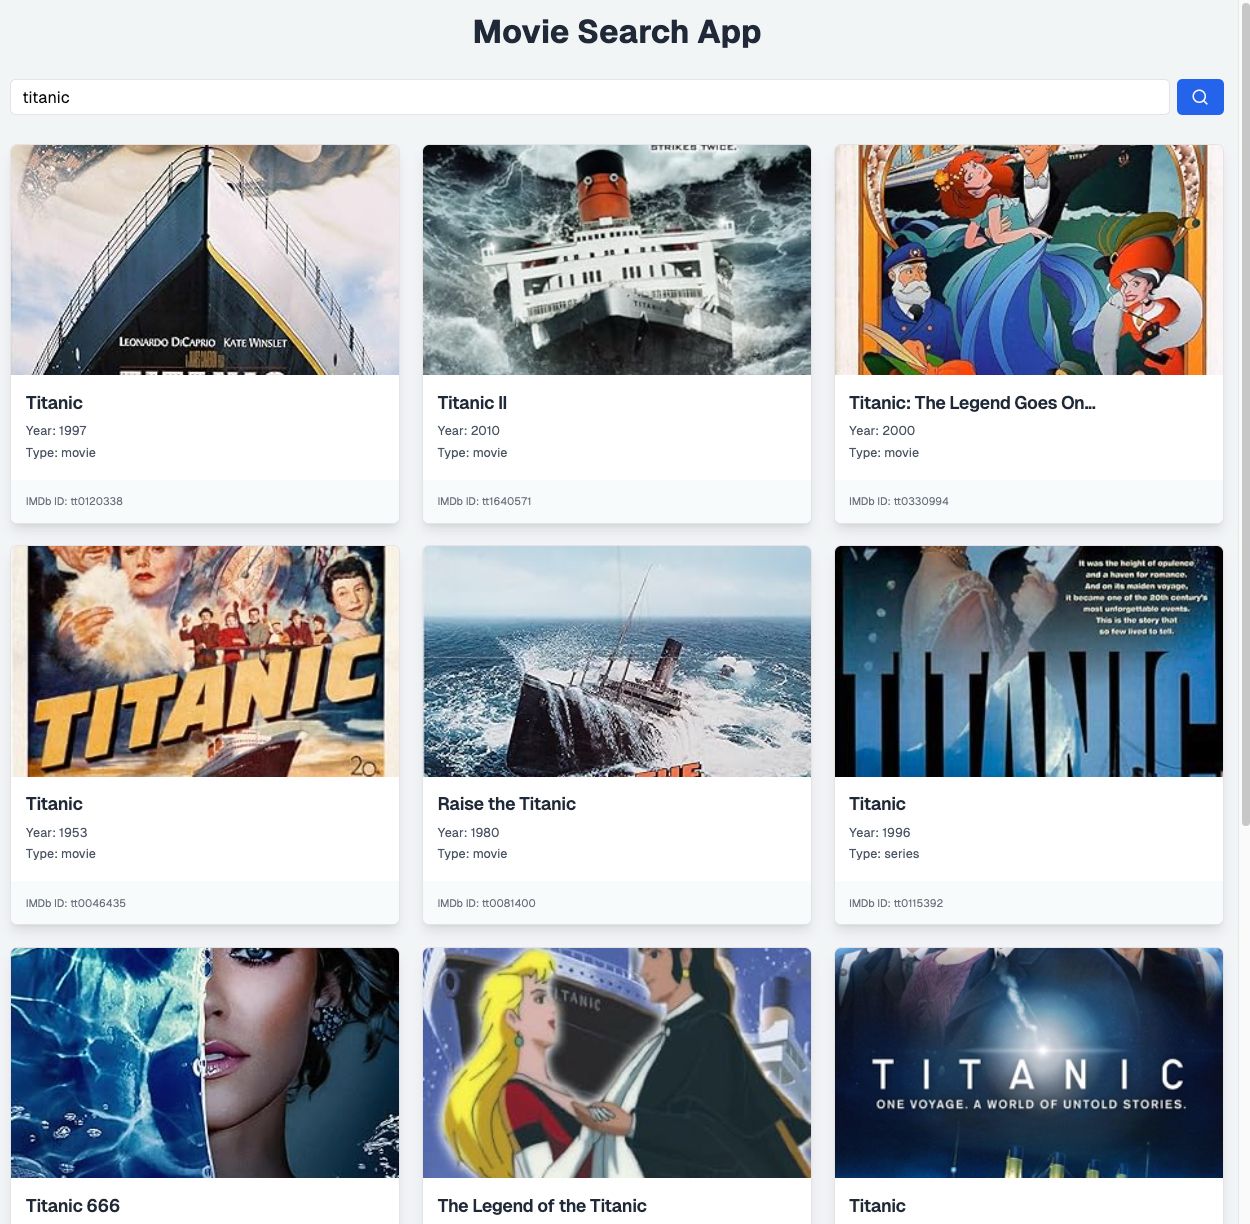 Movie Search App
titanic
STRIKES TWICE.
TITANIC II
LEONARDO DICAPRIO KATE WINSLET
TITANIC
Titanic
Year: 1997
Type: movie
IMDb ID: tt0120338
Titanic II
Year: 2010
Type: movie
IMDb ID: tt1640571
Titanic: The Legend Goes On...
Year: 2000
Type: movie
IMDb ID: tt0330994
TITANIC
20
THE
It was the height of opulence
and a haven for romance.
And on its maiden voyage,
it became one of the 20th century's
most unforgettable events.
This is the story that
so few lived to tell.
TITANIC
Titanic
Year: 1953
Type: movie
IMDb ID: tt0046435
Raise the Titanic
Year: 1980
Type: movie
IMDb ID: tt0081400
Titanic
Year: 1996
Type: series
IMDb ID: tt0115392
TITANIC
TITANIC
ONE VOYAGE. A WORLD OF UNTOLD STORIES.
Titanic 666
The Legend of the Titanic
Titanic